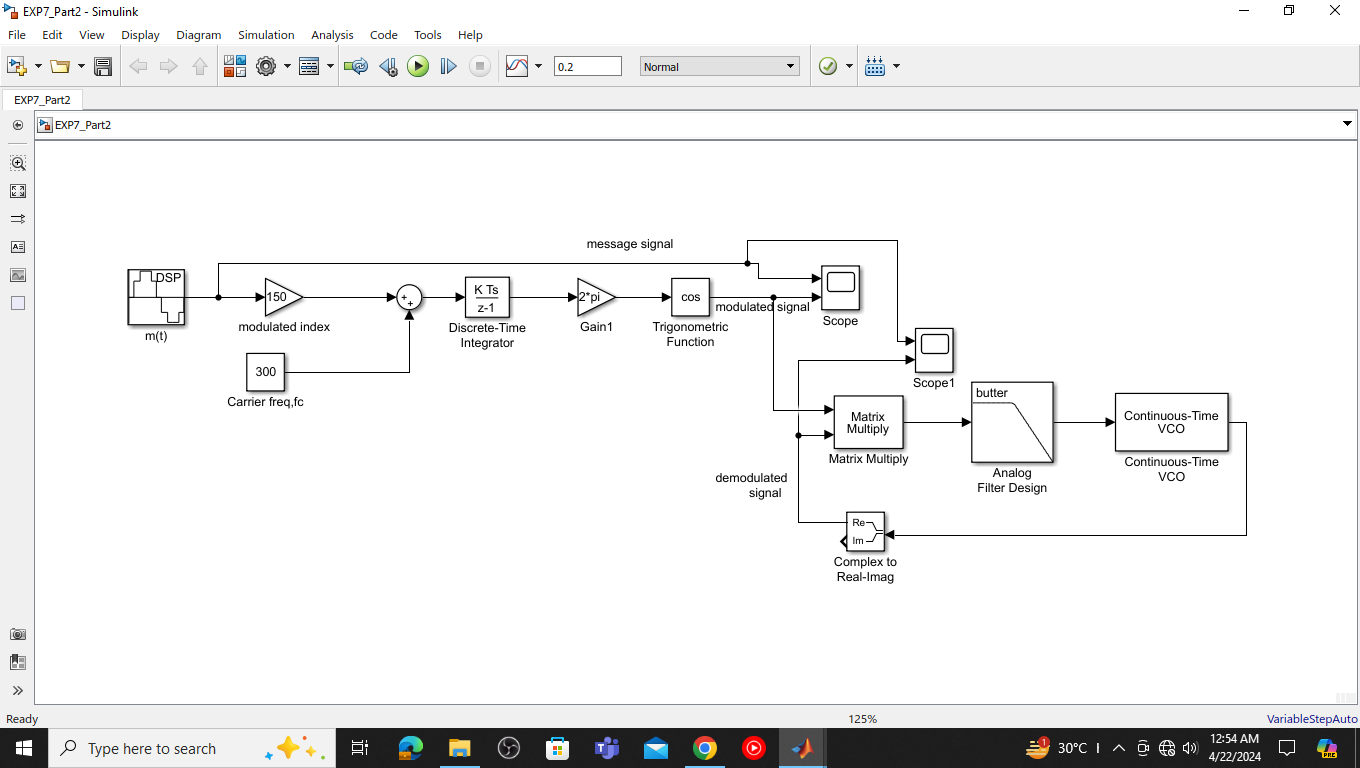 EXP7_Part2 - Simulink
File Edit View Display Diagram Simulation Analysis Code Tools Help
0.2 Normal
EXP7_Part2
EXP7_Part2
message signal
DSP
150
K Ts
z-1
2*pi
cos
modulated signal
m(t)
modulated index
Discrete-Time
Integrator
Gain1
Trigonometric
Function
Scope
300
Carrier freq,fc
Scope1
Matrix
Multiply
Matrix Multiply
butter
Analog
Filter Design
Continuous-Time
VCO
Continuous-Time
VCO
demodulated
signal
Re
Im
Complex to
Real-Imag
Ready 125% VariableStepAuto
Type here to search
1
30°C
12:54 AM
4/22/2024
PRE